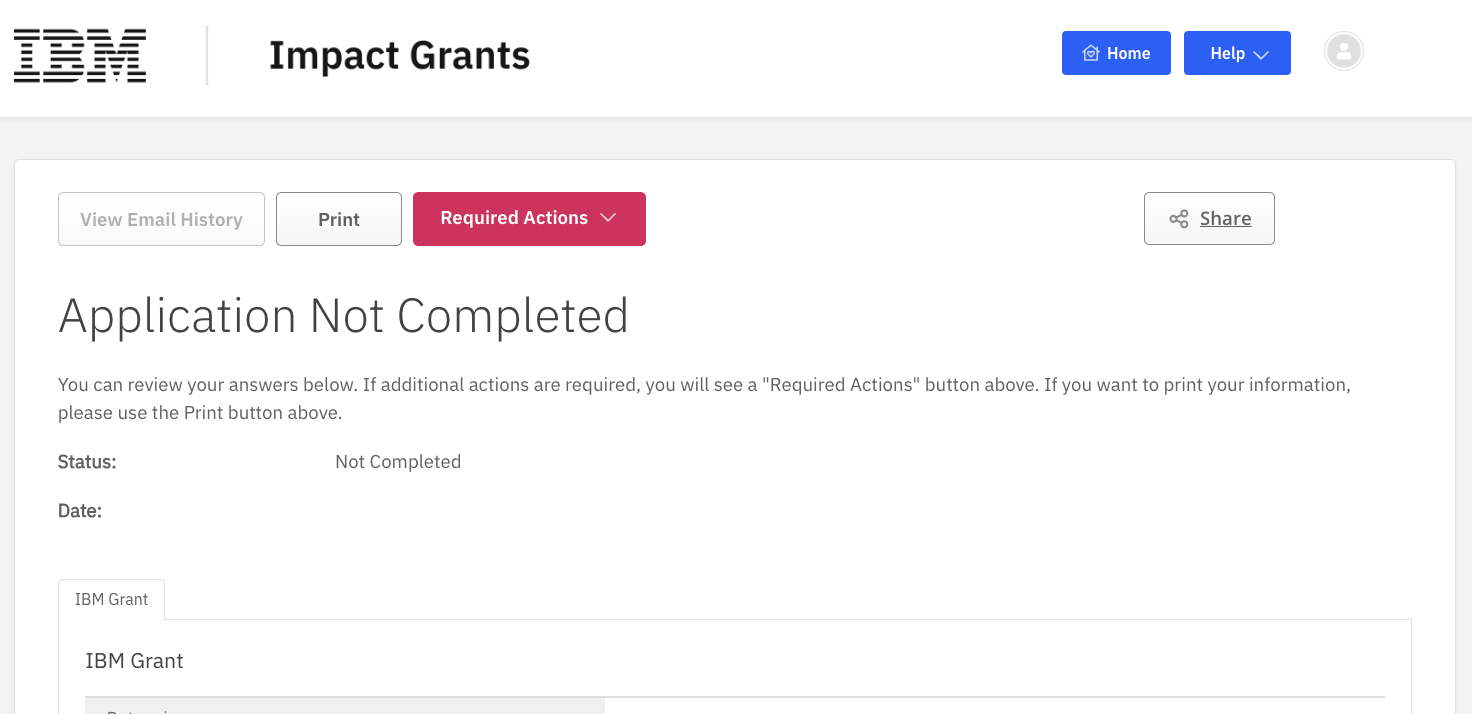 IBM
Impact Grants
Home
Help
View Email History
Print
Required Actions
Share
Application Not Completed
You can review your answers below. If additional actions are required, you will see a "Required Actions" button above. If you want to print your information,
please use the Print button above.
Status:
Not Completed
Date:
IBM Grant
IBM Grant